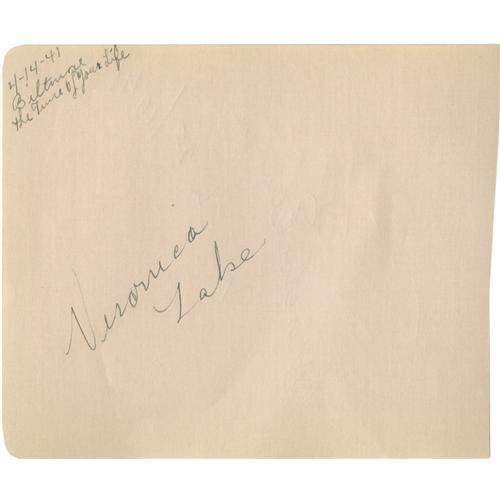 4-14-41
Biltmore
the Time of Your Life
Veronica
Lake